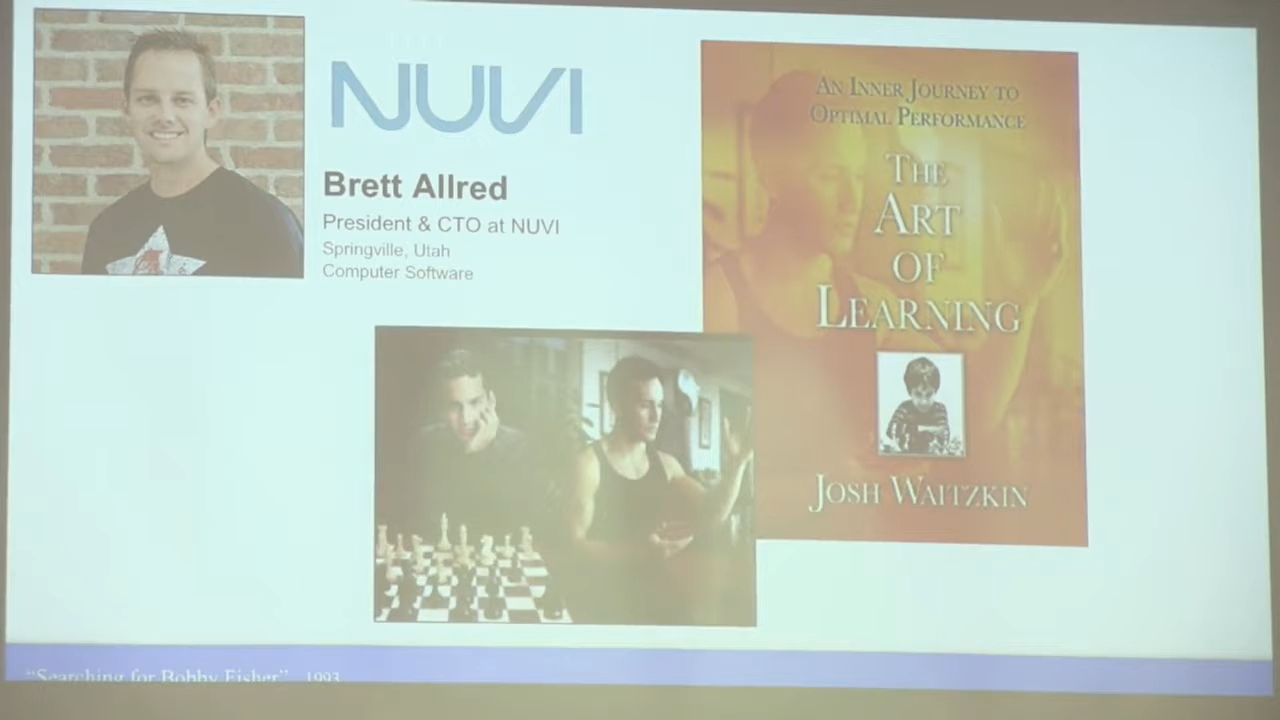 NUVI
Brett Allred
President & CTO at NUVI
Springville, Utah
Computer Software
AN INNER JOURNEY TO
OPTIMAL PERFORMANCE
THE
ART
OF
LEARNING
JOSH WAITZKIN
"Searching for Bobby Fisher" 1993